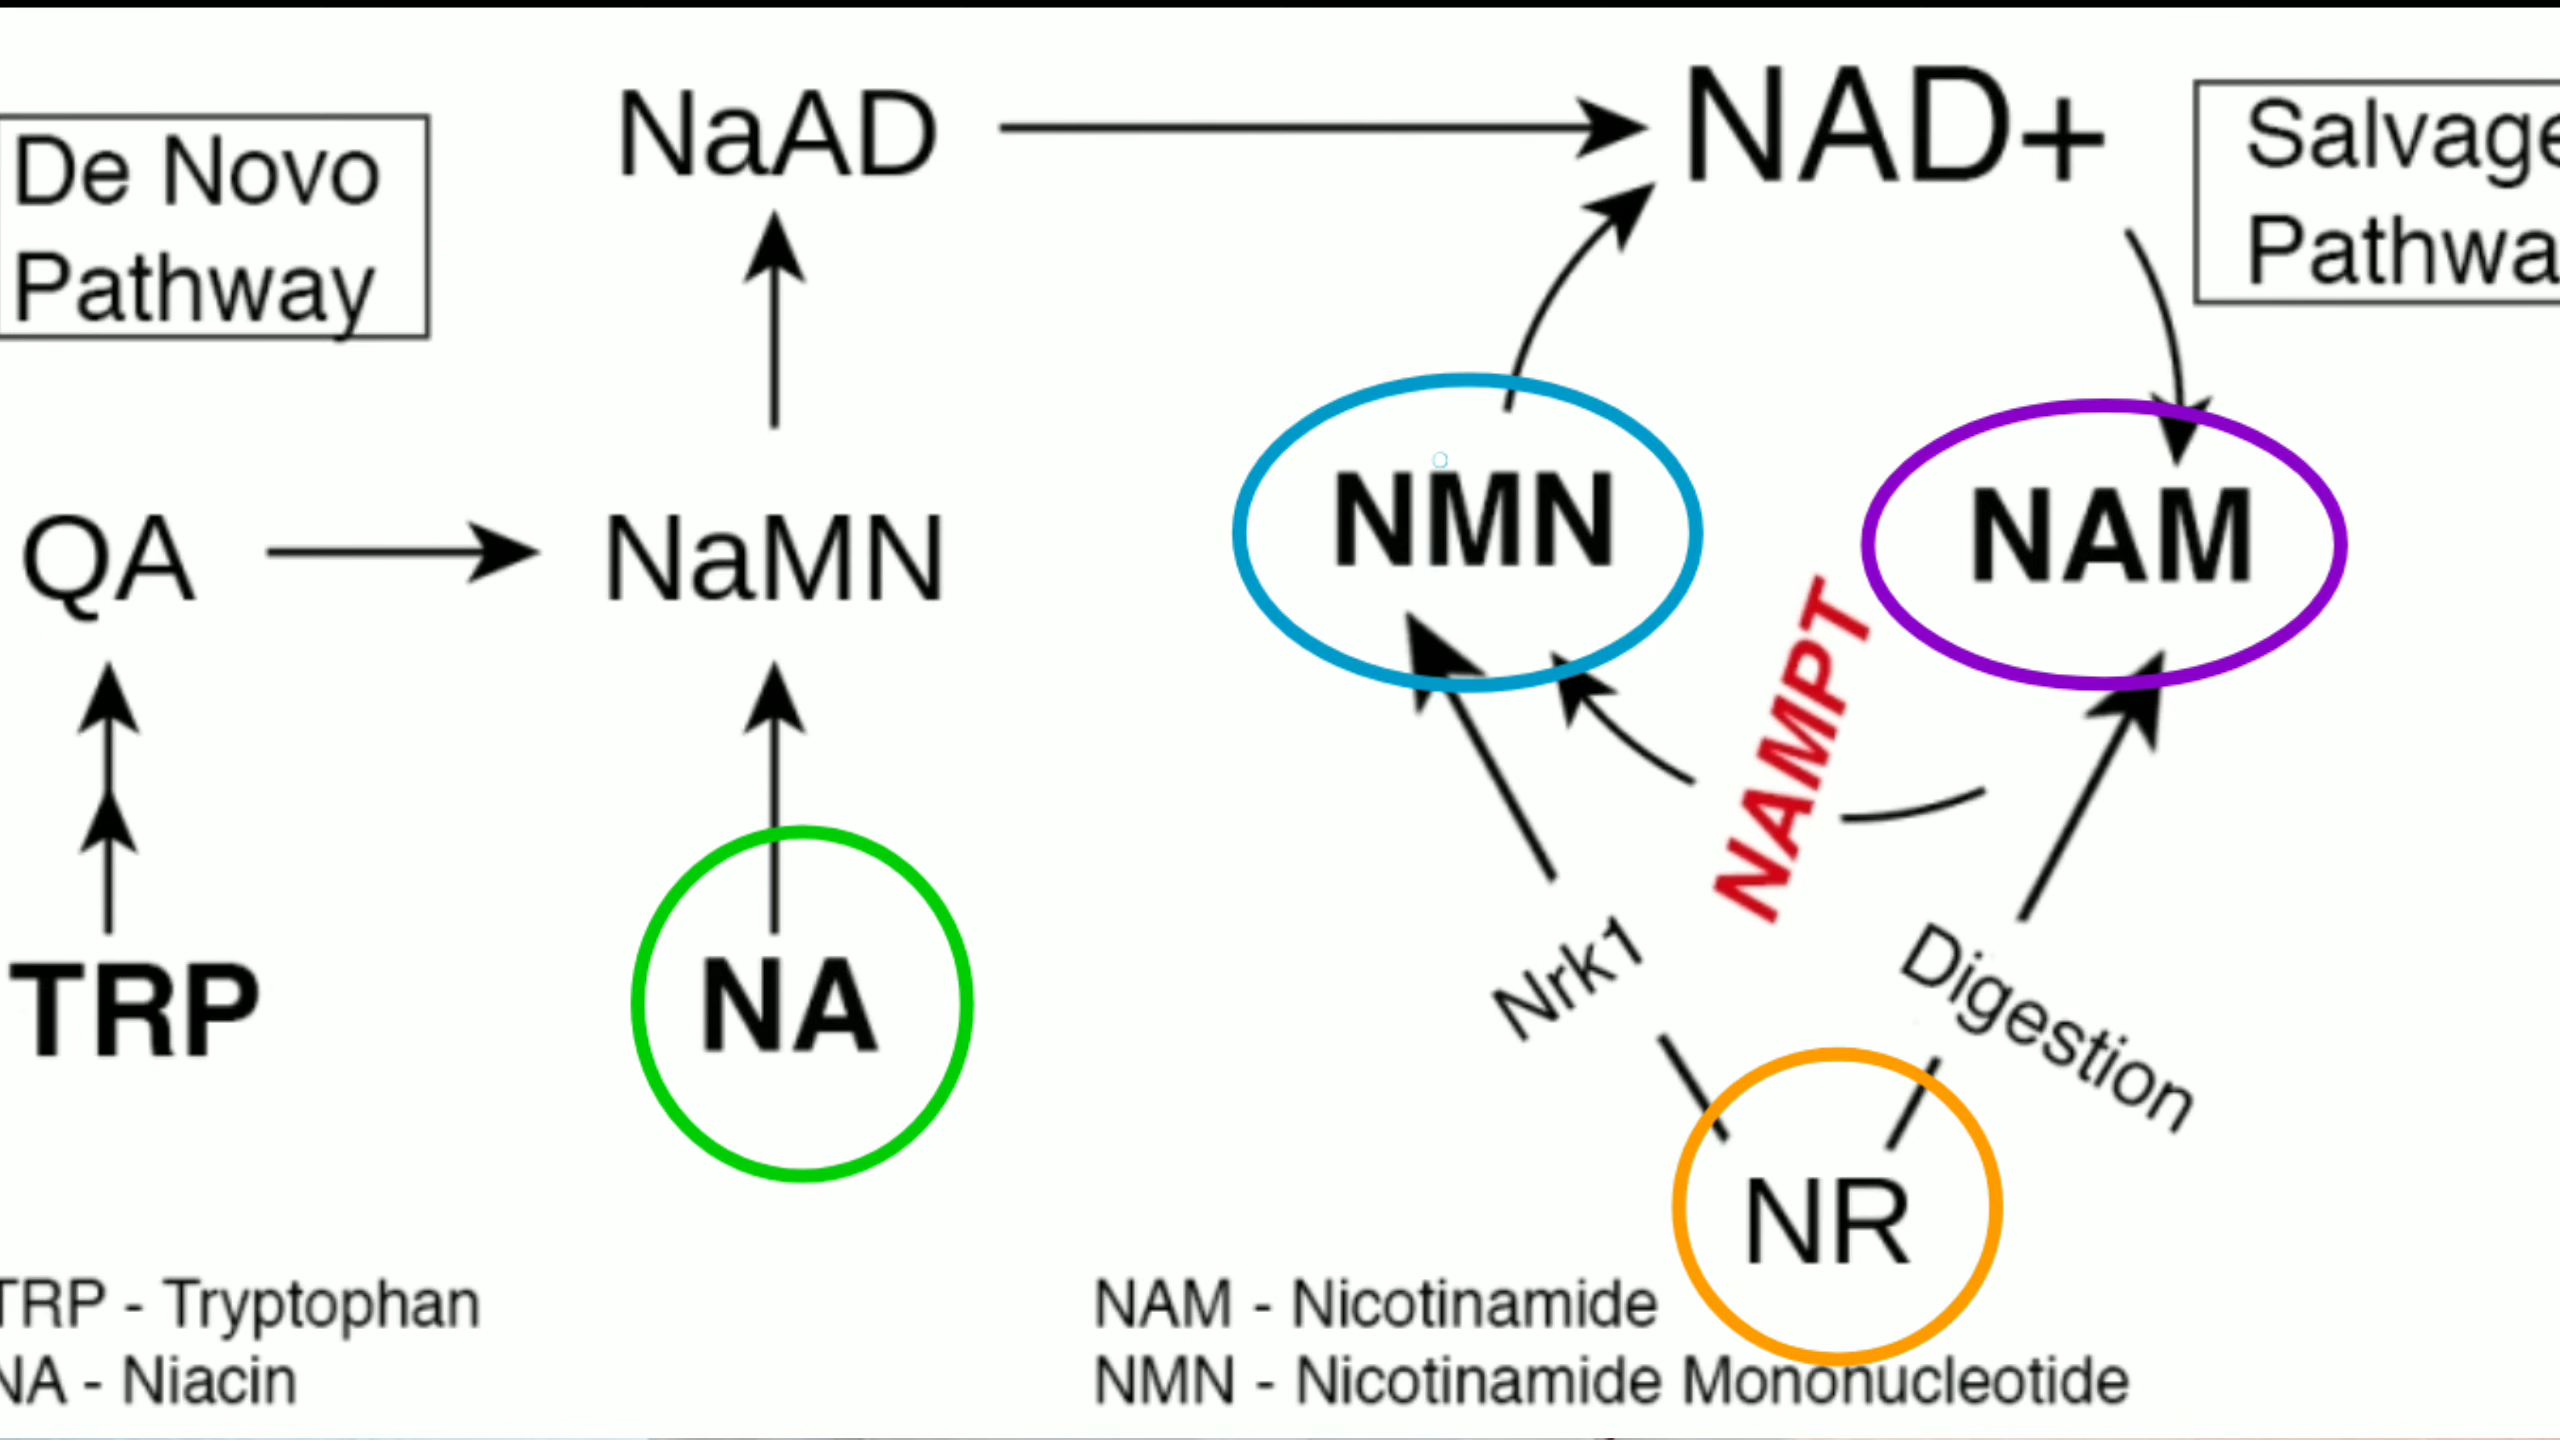 De Novo
Pathway
NaAD
NAD+
Salvage
Pathwa
QA
NaMN
NMN
NAM
NAMPT
TRP
NA
Nrk1
Digestion
NR
TRP - Tryptophan
NA - Niacin
NAM - Nicotinamide
NMN - Nicotinamide Mononucleotide